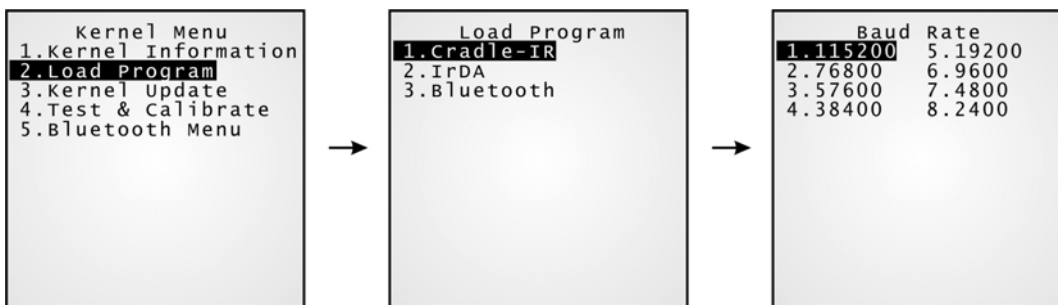 Kernel Menu
1.Kernel Information
2.Load Program
3.Kernel Update
4.Test & Calibrate
5.Bluetooth Menu
Load Program
1.Cradle-IR
2.IrDA
3.Bluetooth
Baud Rate
1.115200 5.19200
2.76800 6.9600
3.57600 7.4800
4.38400 8.2400